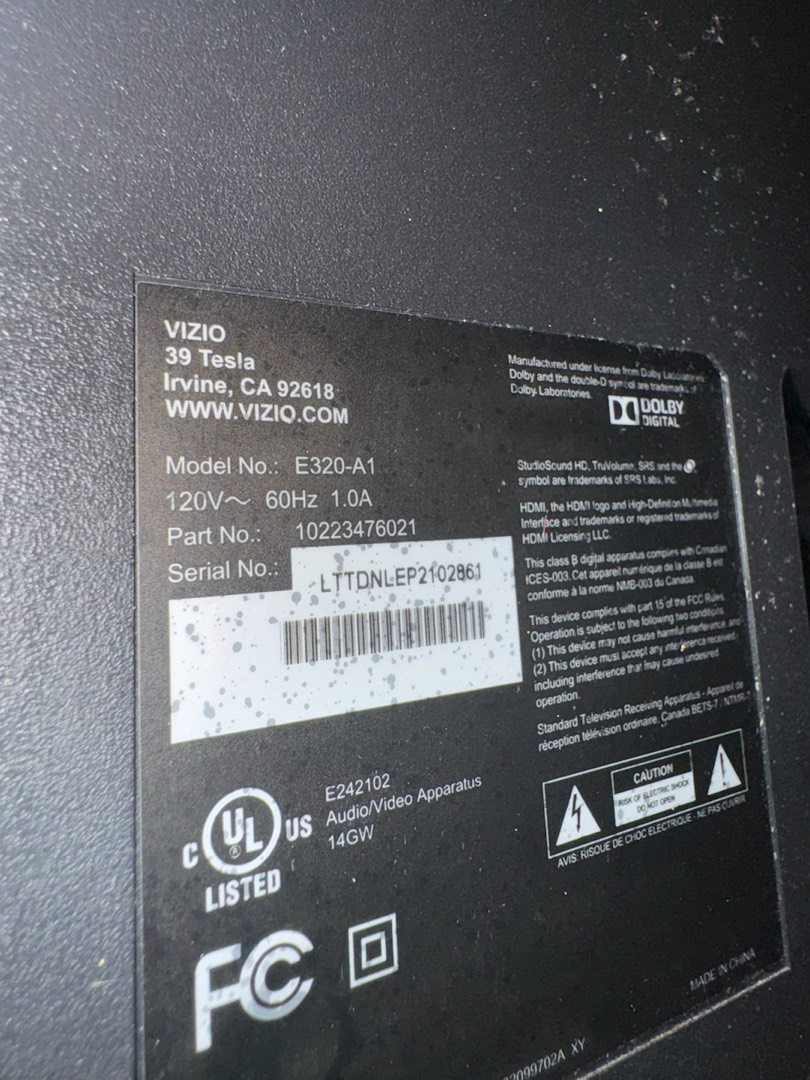 VIZIO
39 Tesla
Irvine, CA 92618
WWW.VIZIO.COM
Model No.: E320-A1
120V～ 60Hz 1.0A
Part No.: 10223476021
Serial No.: LTTDNLEP2102861
Manufactured under license from Dolby Laboratories.
Dolby and the double-D symbol are trademarks of
Dolby Laboratories.
DOLBY
DIGITAL
StudioSound HD, TruVolume, SRS and the
symbol are trademarks of SRS Labs, Inc.
HDMI, the HDMI logo and High-Definition Multimedia
Interface and trademarks or registered trademarks of
HDMI Licensing LLC.
This class B digital apparatus complies with Canadian
ICES-003. Cet appareil numérique de la classe B est
conforme à la norme NMB-003 du Canada.
This device complies with part 15 of the FCC Rules.
Operation is subject to the following two conditions:
(1) This device may not cause harmful interference, and
(2) This device must accept any interference received,
including interference that may cause undesired
operation.
Standard Television Receiving Apparatus - Appareil de
réception télévision ordinaire, Canada BETS-7 / NTMR-7
CAUTION
RISK OF ELECTRIC SHOCK
DO NOT OPEN
AVIS: RISQUE DE CHOC ELECTRIQUE - NE PAS OUVRIR
C UL US
®
LISTED
E242102
Audio/Video Apparatus
14GW
FC
MADE IN CHINA
2099702A XY